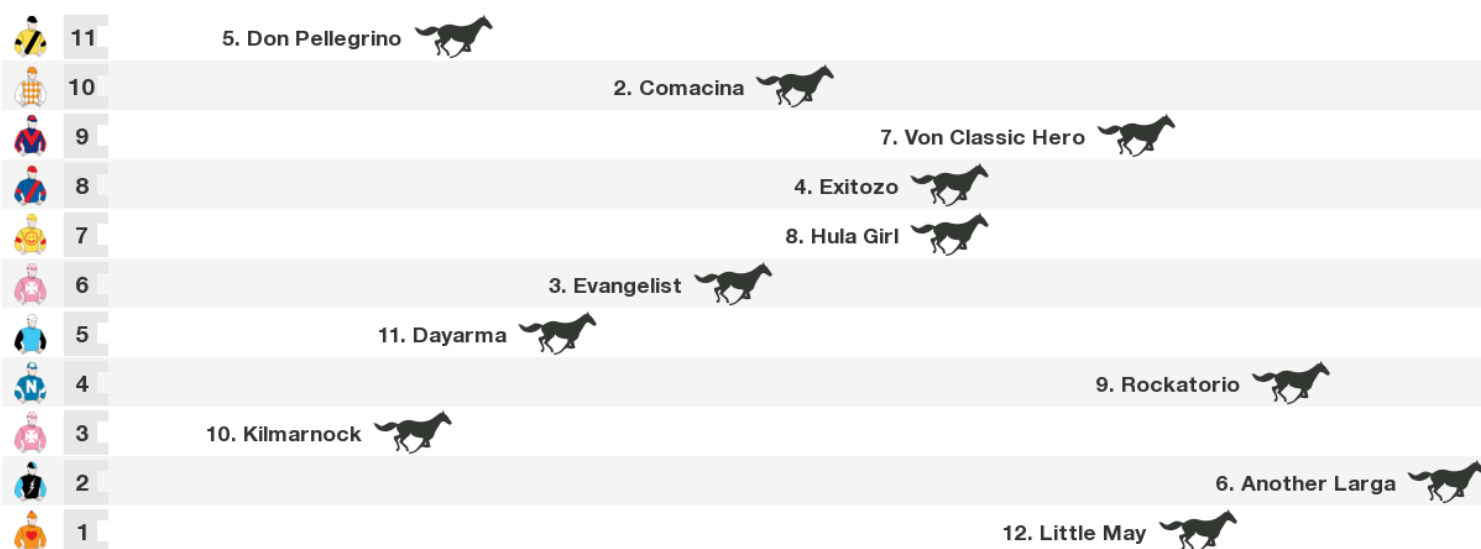 11 5. Don Pellegrino
10 2. Comacina
9 7. Von Classic Hero
8 4. Exitozo
7 8. Hula Girl
6 3. Evangelist
5 11. Dayarma
N 4 9. Rockatorio
3 10. Kilmarnock
2 6. Another Larga
1 12. Little May